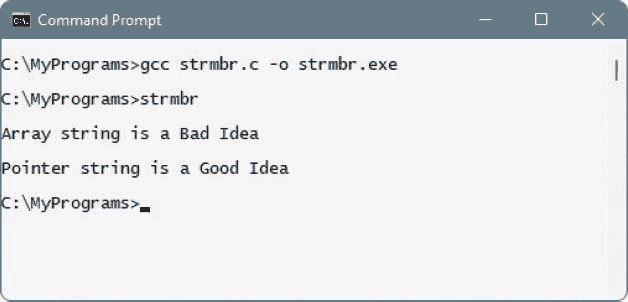 Command Prompt
C:\MyPrograms>gcc strmbr.c -o strmbr.exe
C:\MyPrograms>strmbr
Array string is a Bad Idea
Pointer string is a Good Idea
C:\MyPrograms>